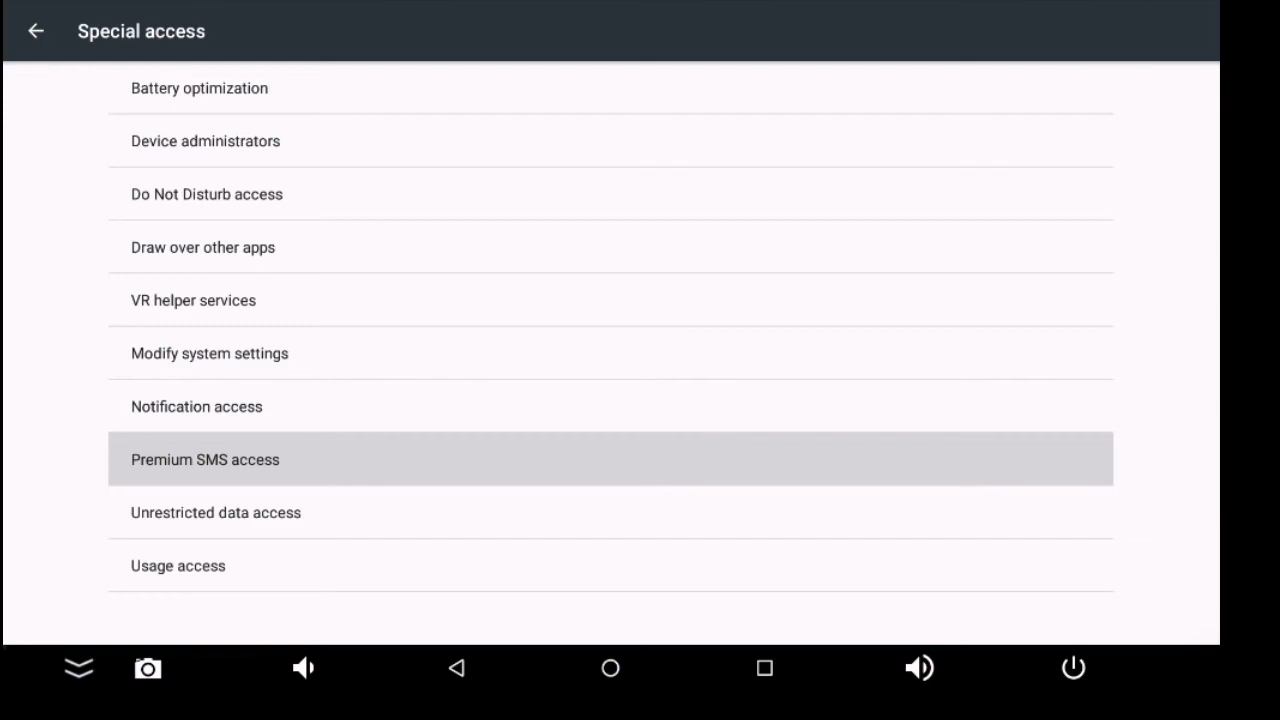 Special access
Battery optimization
Device administrators
Do Not Disturb access
Draw over other apps
VR helper services
Modify system settings
Notification access
Premium SMS access
Unrestricted data access
Usage access